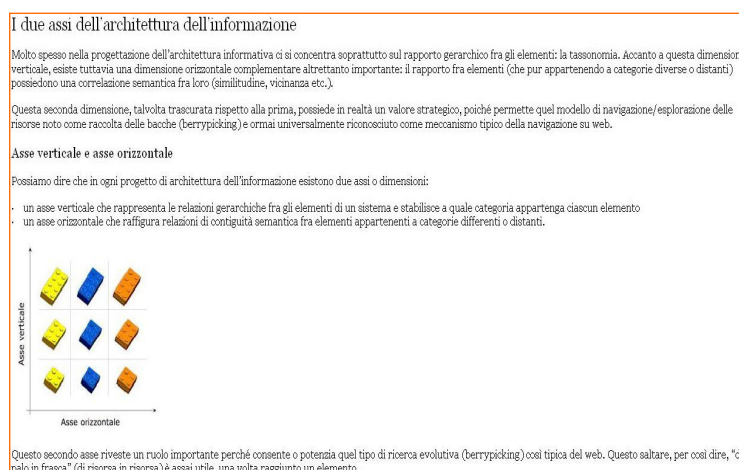 I due assi dell'architettura dell'informazione
Molto spesso nella progettazione dell'architettura informativa ci si concentra soprattutto sul rapporto gerarchico fra gli elementi: la tassonomia. Accanto a questa dimension
verticale, esiste tuttavia una dimensione orizzontale complementare altrettanto importante: il rapporto fra elementi (che pur appartenendo a categorie diverse o distanti)
possiedono una correlazione semantica fra loro (similitudine, vicinanza etc.).
Questa seconda dimensione, talvolta trascurata rispetto alla prima, possiede in realtà un valore strategico, poiché permette quel modello di navigazione/esplorazione delle
risorse noto come raccolta delle bacche (berrypicking) e ormai universalmente riconosciuto come meccanismo tipico della navigazione su web.
Asse verticale e asse orizzontale
Possiamo dire che in ogni progetto di architettura dell'informazione esistono due assi o dimensioni:
· un asse verticale che rappresenta le relazioni gerarchiche fra gli elementi di un sistema e stabilisce a quale categoria appartenga ciascun elemento
· un asse orizzontale che raffigura relazioni di contiguità semantica fra elementi appartenenti a categorie differenti o distanti.
Asse verticale
Asse orizzontale
Questo secondo asse riveste un ruolo importante perché consente o potenzia quel tipo di ricerca evolutiva (berrypicking) così tipica del web. Questo saltare, per così dire, "d
palo in frasca" (di risorsa in risorsa) è assai utile, una volta raggiunto un elemento